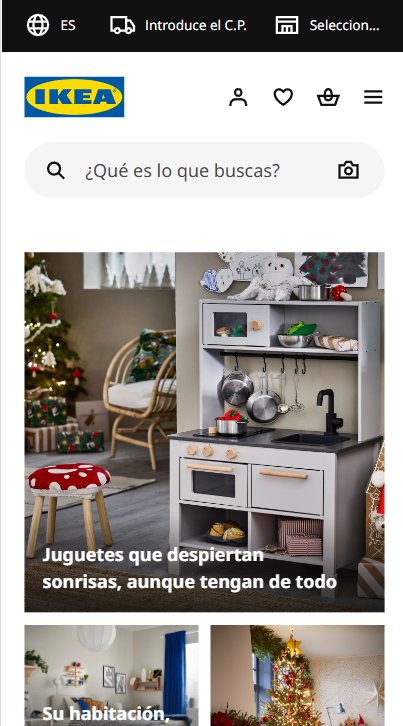 ES
Introduce el C.P.
Seleccion...
IKEA
¿Qué es lo que buscas?
Juguetes que despiertan
sonrisas, aunque tengan de todo
Su habitación,